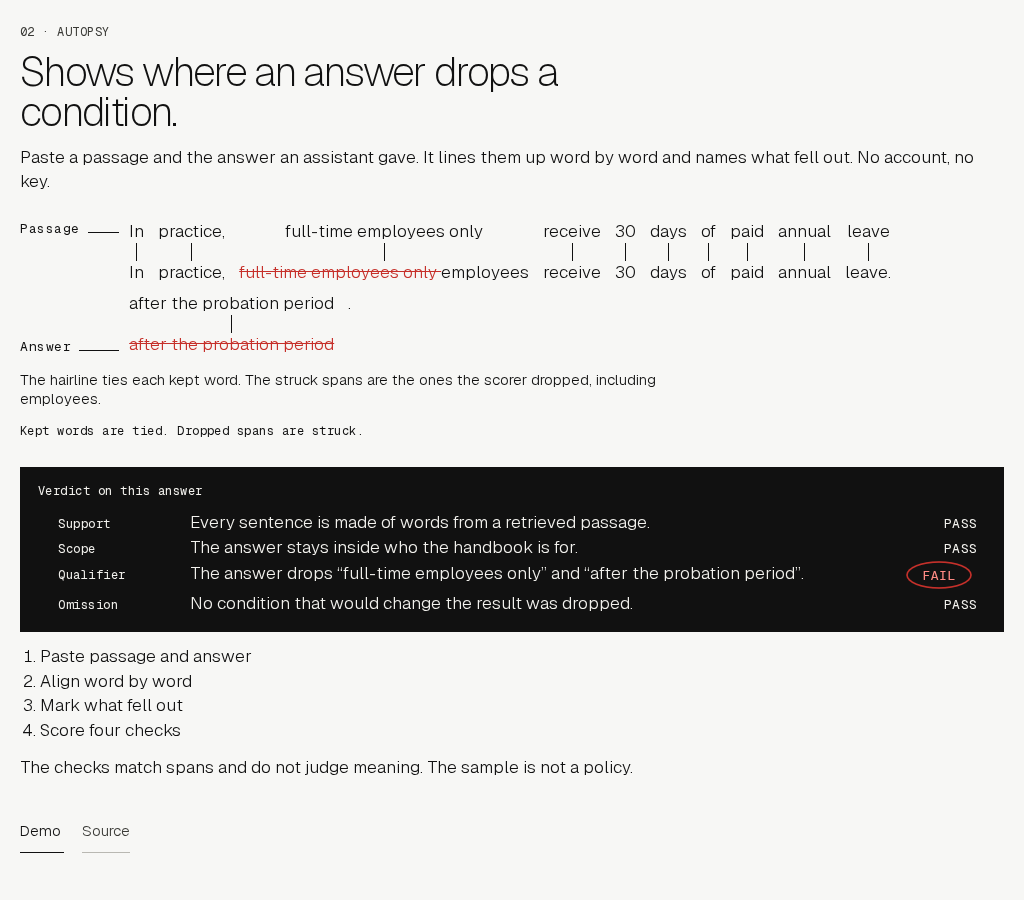 02 · AUTOPSY
Shows where an answer drops a
condition.
Paste a passage and the answer an assistant gave. It lines them up word by word and names what fell out. No account, no
key.
Passage In practice, full-time employees only receive 30 days of paid annual leave
In practice, full-time employees only employees receive 30 days of paid annual leave.
after the probation period .
Answer after the probation period
The hairline ties each kept word. The struck spans are the ones the scorer dropped, including
employees.
Kept words are tied. Dropped spans are struck.
Verdict on this answer
Support Every sentence is made of words from a retrieved passage. PASS
Scope The answer stays inside who the handbook is for. PASS
Qualifier The answer drops “full-time employees only” and “after the probation period”. FAIL
Omission No condition that would change the result was dropped. PASS
1. Paste passage and answer
2. Align word by word
3. Mark what fell out
4. Score four checks
The checks match spans and do not judge meaning. The sample is not a policy.
Demo Source